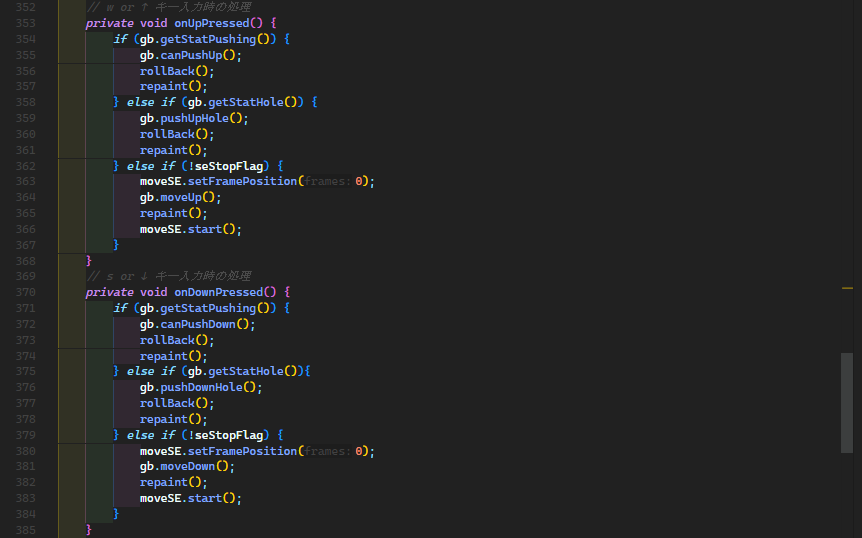 352 // w or ↑ キー入力時の処理
353 private void onUpPressed() {
354 if (gb.getStatPushing()) {
355 gb.canPushUp();
356 rollBack();
357 repaint();
358 } else if (gb.getStatHole()) {
359 gb.pushUpHole();
360 rollBack();
361 repaint();
362 } else if (!seStopFlag) {
363 moveSE.setFramePosition(frames: 0);
364 gb.moveUp();
365 repaint();
366 moveSE.start();
367 }
368 }
369 // s or ↓ キー入力時の処理
370 private void onDownPressed() {
371 if (gb.getStatPushing()) {
372 gb.canPushDown();
373 rollBack();
374 repaint();
375 } else if (gb.getStatHole()){
376 gb.pushDownHole();
377 rollBack();
378 repaint();
379 } else if (!seStopFlag) {
380 moveSE.setFramePosition(frames: 0);
381 gb.moveDown();
382 repaint();
383 moveSE.start();
384 }
385 }